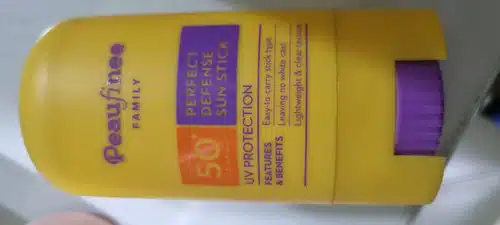 Peaufinee
FAMILY
50+
PERFECT
DEFENSE
SUN STICK
UV PROTECTION
FEATURES
& BENEFITS
Easy-to-carry stick type
Leaving no white cast
Lightweight & clear texture